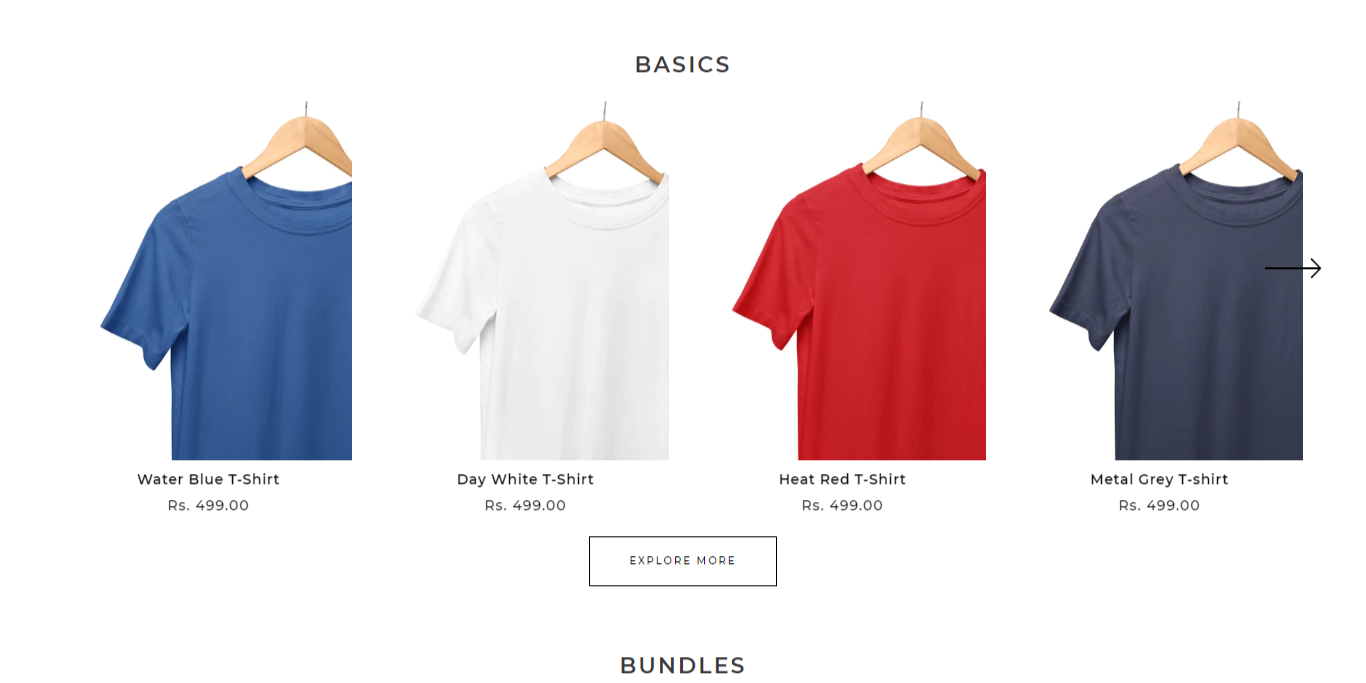 BASICS
Water Blue T-Shirt
Rs. 499.00
Day White T-Shirt
Rs. 499.00
Heat Red T-Shirt
Rs. 499.00
Metal Grey T-shirt
Rs. 499.00
EXPLORE MORE
BUNDLES